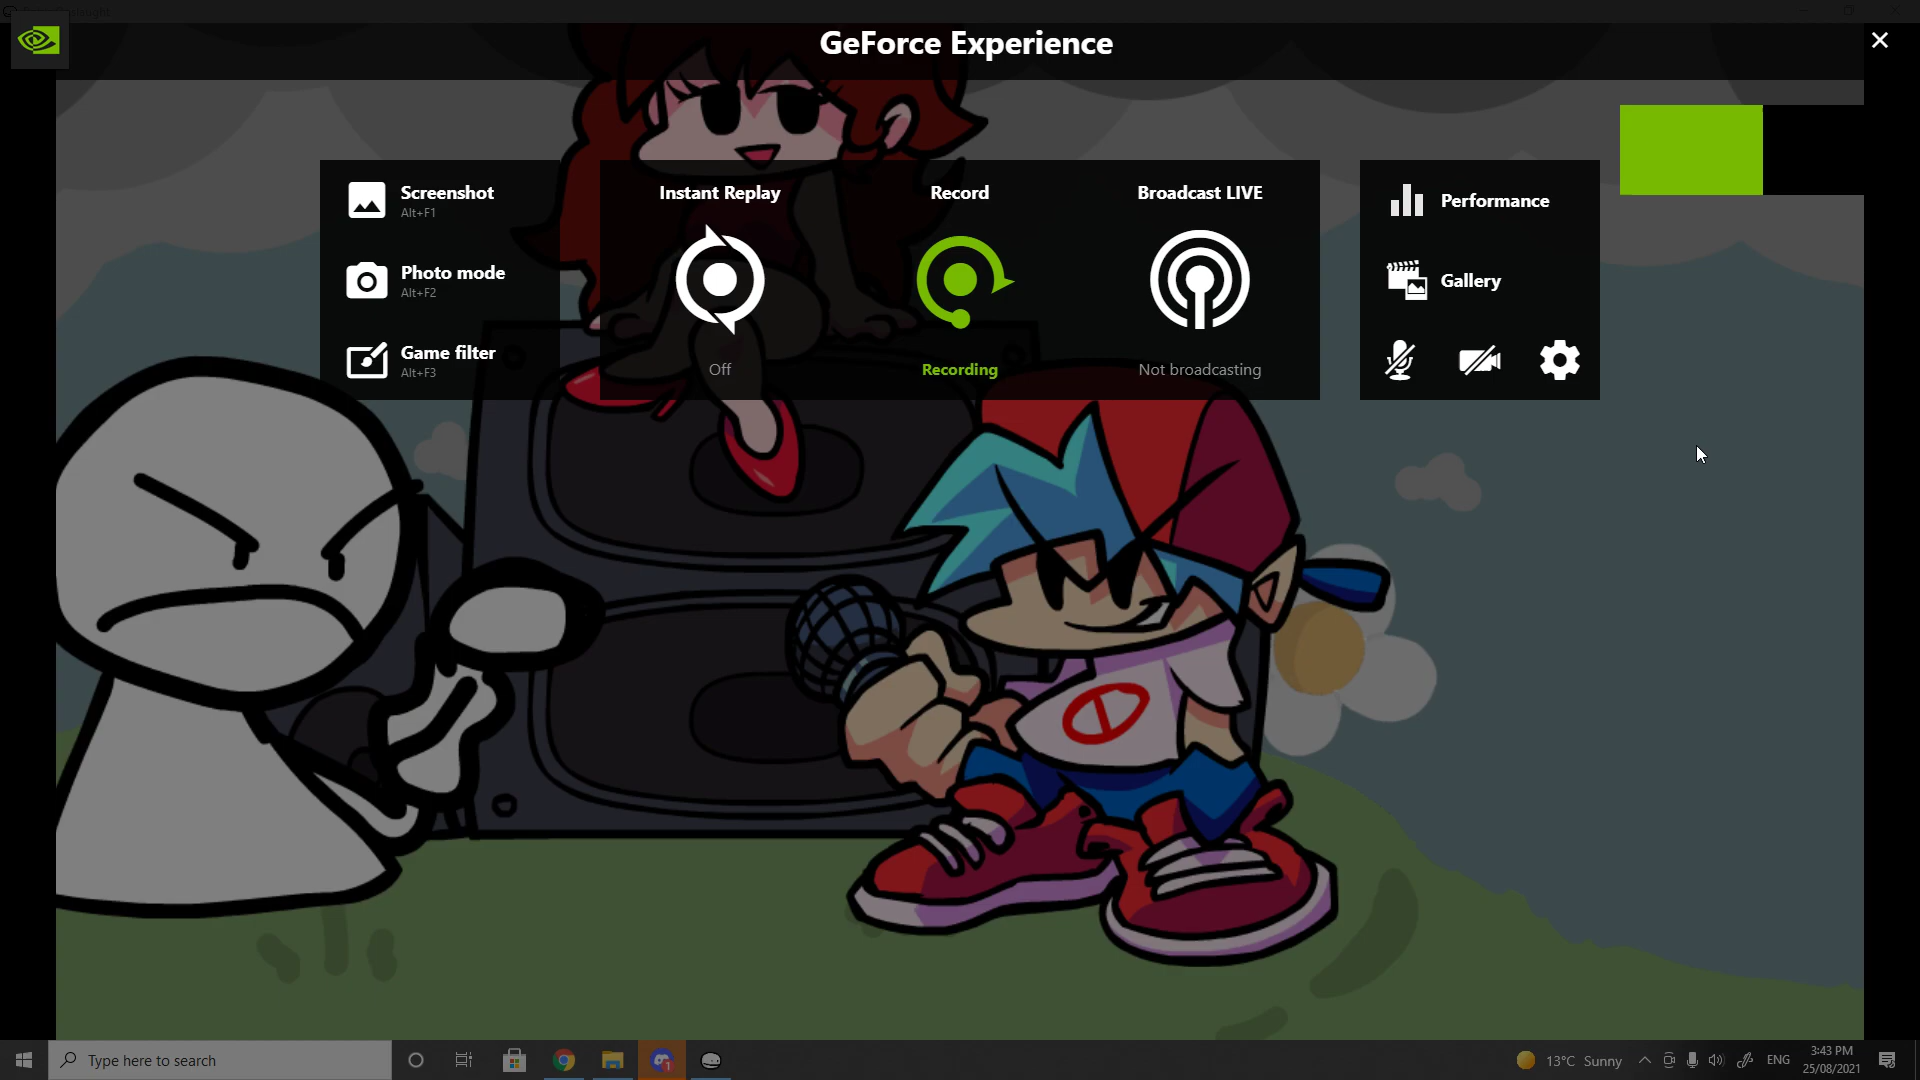 GeForce Experience
Screenshot
Alt+F1
Photo mode
Alt+F2
Game filter
Alt+F3
Instant Replay
Off
Record
Recording
Broadcast LIVE
Not broadcasting
Performance
Gallery
Type here to search
1
13°C Sunny
ENG
3:43 PM
25/08/2021